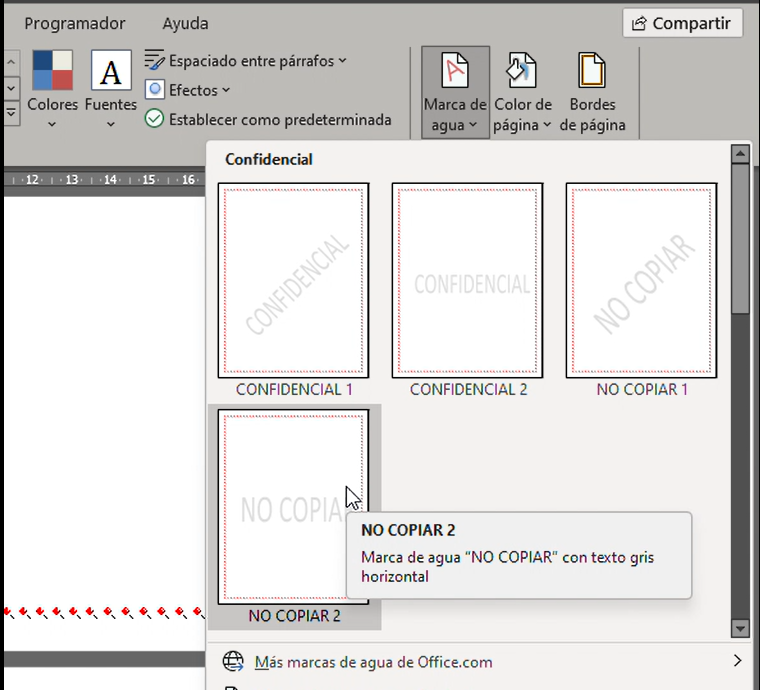 Programador Ayuda Compartir
Colores Fuentes
Espaciado entre párrafos
Efectos
Establecer como predeterminada
A
Marca de agua
Color de página
Bordes de página
12 13 14 15 16
Confidencial
CONFIDENCIAL
CONFIDENCIAL
NO COPIAR
CONFIDENCIAL 1 CONFIDENCIAL 2 NO COPIAR 1
NO COPIA
NO COPIAR 2
Marca de agua “NO COPIAR” con texto gris
horizontal
NO COPIAR 2
Más marcas de agua de Office.com